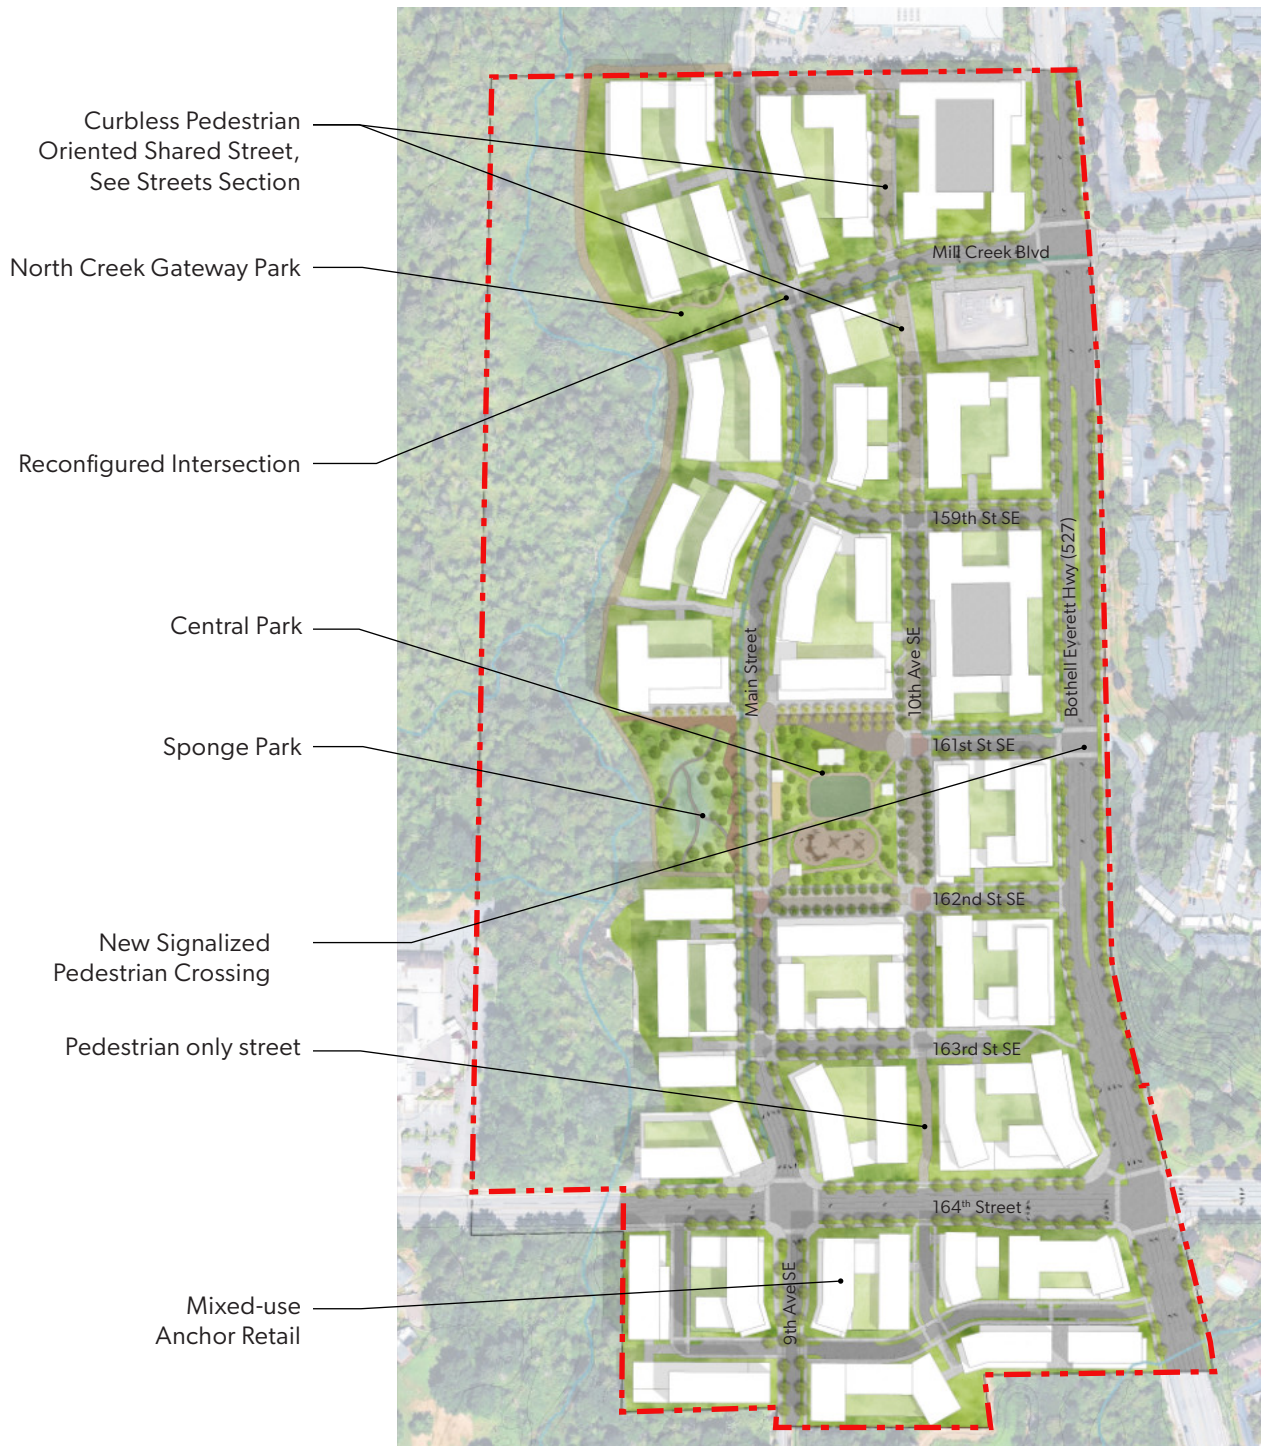 Curbless Pedestrian
Oriented Shared Street,
See Streets Section
North Creek Gateway Park
Reconfigured Intersection
Central Park
Sponge Park
New Signalized
Pedestrian Crossing
Pedestrian only street
Mixed-use
Anchor Retail
Mill Creek Blvd
159th St SE
Bothell Everett Hwy (527)
Main Street
10th Ave SE
161st St SE
162nd St SE
163rd St SE
164th Street
9th Ave SE